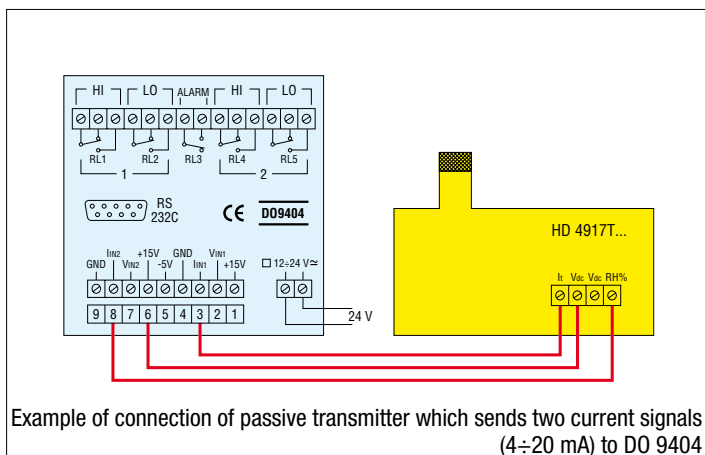 HI LO ALARM HI LO
RL1 RL2 RL3 RL4 RL5
1 2
RS
232C
CE DO9404
HD 4917T...
IIN2 +15V GND VIN1
GND VIN2 -5V IIN1 +15V
12÷24 V≃
9 8 7 6 5 4 3 2 1
24 V
It Vdc Vdc RH%
Example of connection of passive transmitter which sends two current signals
(4÷20 mA) to DO 9404